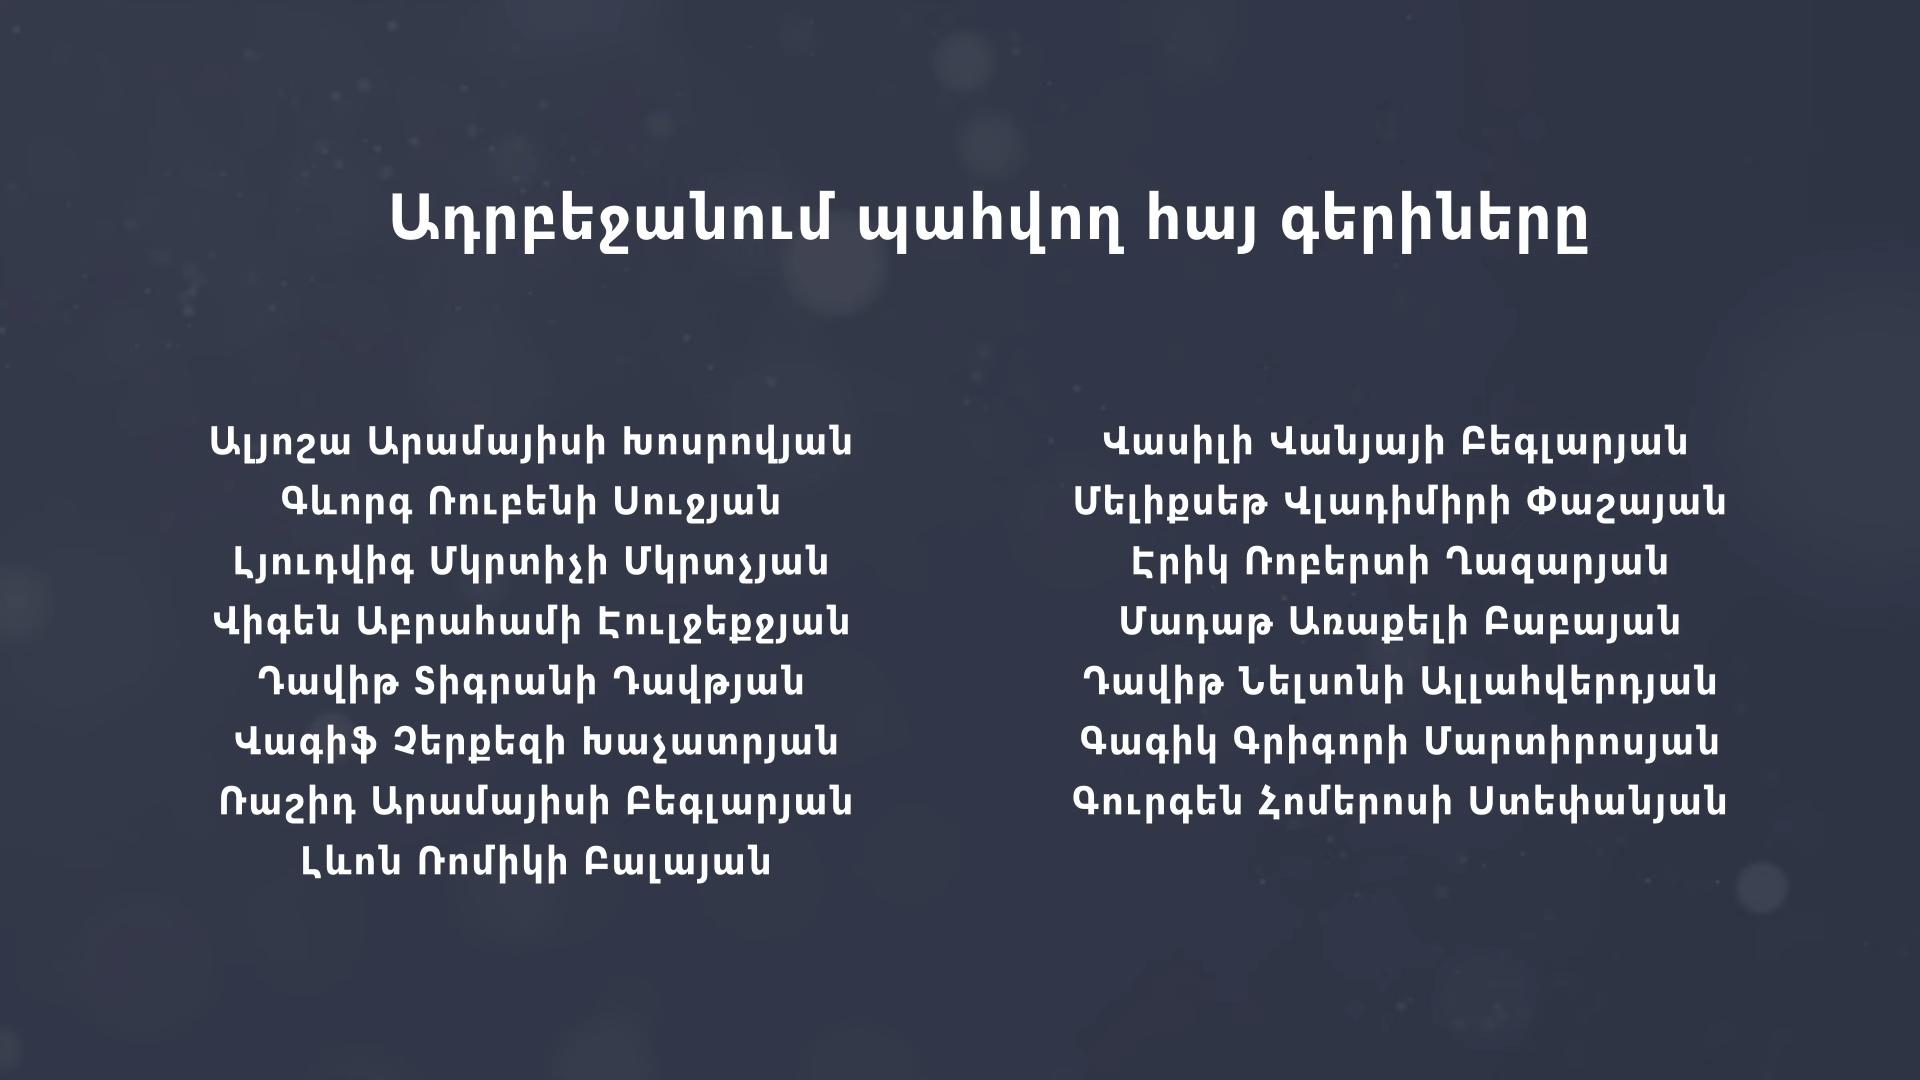 Ադրբեջանում պահվող հայ գերիները
Ալյոշա Արամայիսի Խոսրովյան
Գևորգ Ռուբենի Սուջյան
Լյուդվիգ Մկրտիչի Մկրտչյան
Վիգեն Աբրահամի Էուլջեքջյան
Դավիթ Տիգրանի Դավթյան
Վագիֆ Չերքեզի Խաչատրյան
Ռաշիդ Արամայիսի Բեգլարյան
Լևոն Ռոմիկի Բալայան
Վասիլի Վանյայի Բեգլարյան
Մելիքսեթ Վլադիմիրի Փաշայան
Էրիկ Ռոբերտի Ղազարյան
Մադաթ Առաքելի Բաբայան
Դավիթ Նելսոնի Ալլահվերդյան
Գագիկ Գրիգորի Մարտիրոսյան
Գուրգեն Հոմերոսի Ստեփանյան